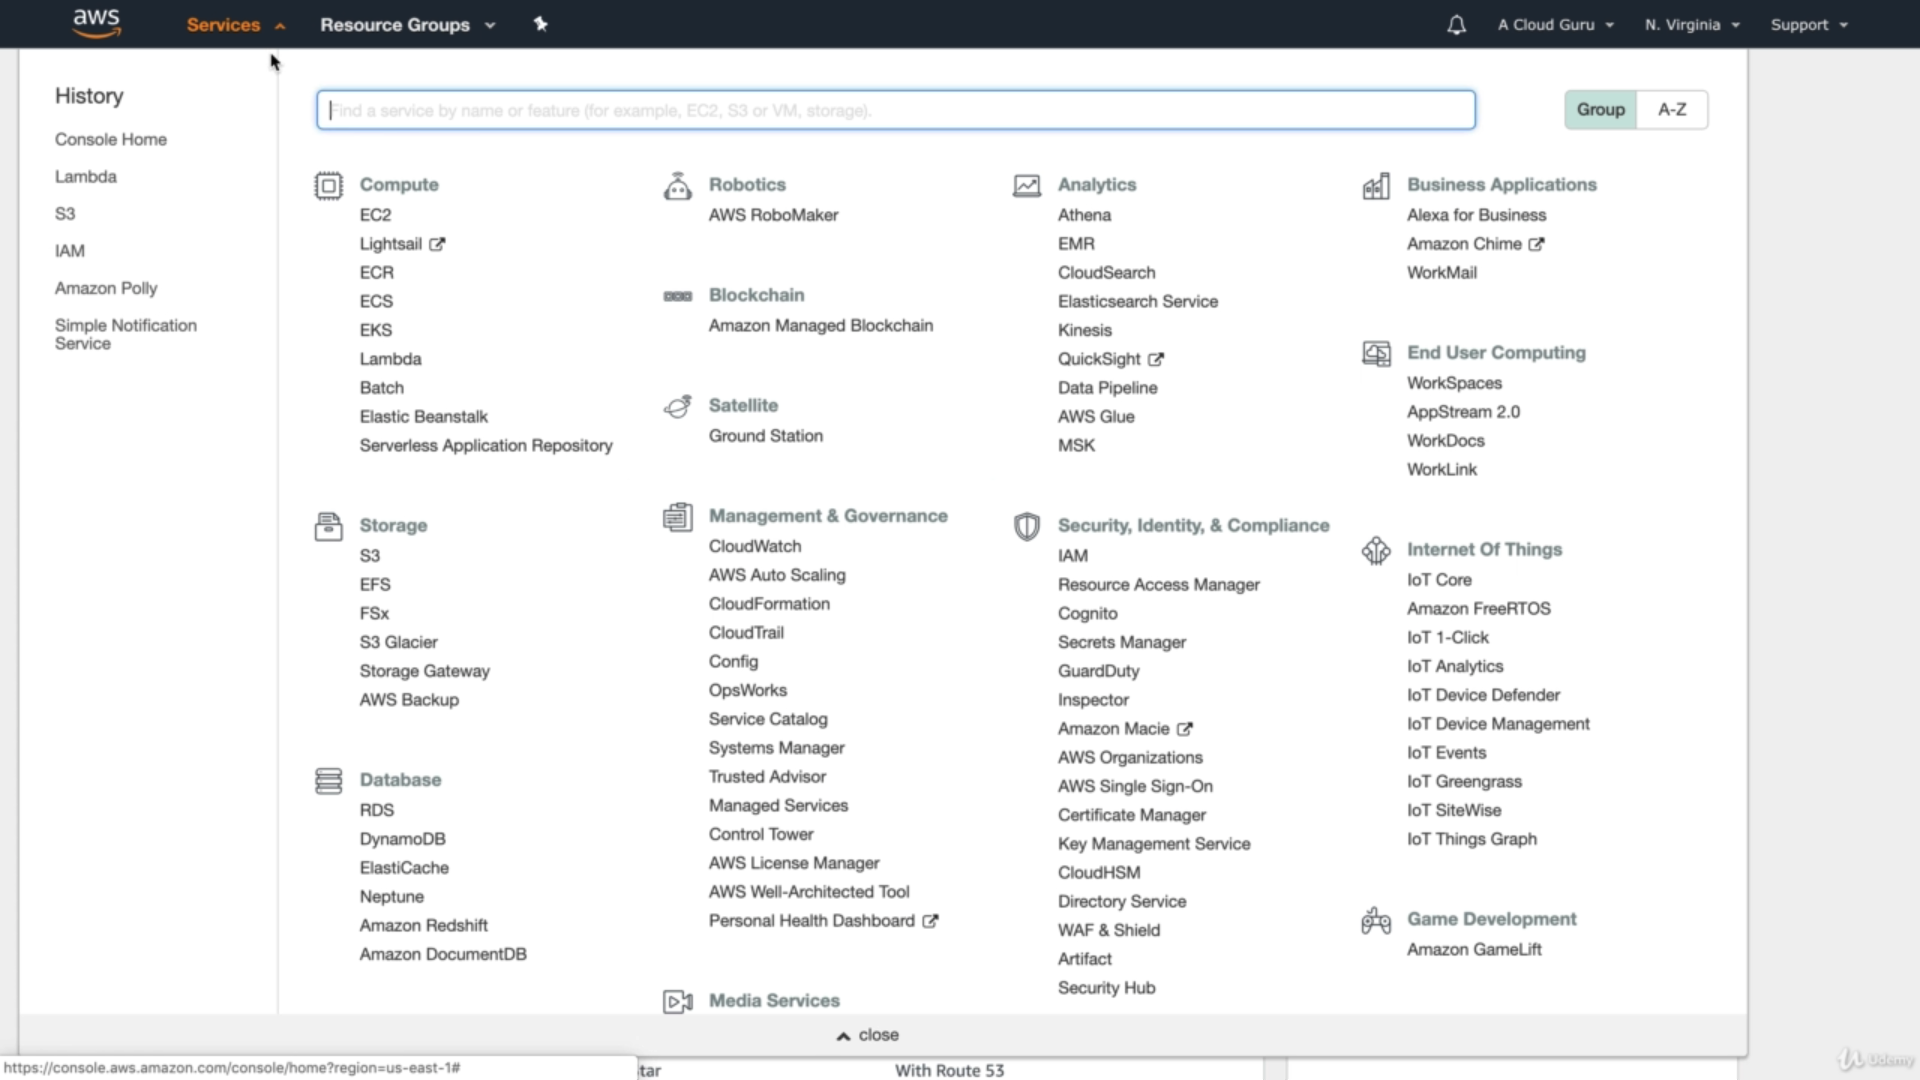 aws
Services
Resource Groups
A Cloud Guru
N. Virginia
Support
History
Console Home
Lambda
S3
IAM
Amazon Polly
Simple Notification
Service
Find a service by name or feature (for example, EC2, S3 or VM, storage).
Group
A-Z
Compute
EC2
Lightsail
ECR
ECS
EKS
Lambda
Batch
Elastic Beanstalk
Serverless Application Repository
Storage
S3
EFS
FSx
S3 Glacier
Storage Gateway
AWS Backup
Database
RDS
DynamoDB
ElastiCache
Neptune
Amazon Redshift
Amazon DocumentDB
Robotics
AWS RoboMaker
Blockchain
Amazon Managed Blockchain
Satellite
Ground Station
Management & Governance
CloudWatch
AWS Auto Scaling
CloudFormation
CloudTrail
Config
OpsWorks
Service Catalog
Systems Manager
Trusted Advisor
Managed Services
Control Tower
AWS License Manager
AWS Well-Architected Tool
Personal Health Dashboard
Media Services
Analytics
Athena
EMR
CloudSearch
Elasticsearch Service
Kinesis
QuickSight
Data Pipeline
AWS Glue
MSK
Security, Identity, & Compliance
IAM
Resource Access Manager
Cognito
Secrets Manager
GuardDuty
Inspector
Amazon Macie
AWS Organizations
AWS Single Sign-On
Certificate Manager
Key Management Service
CloudHSM
Directory Service
WAF & Shield
Artifact
Security Hub
Business Applications
Alexa for Business
Amazon Chime
WorkMail
End User Computing
WorkSpaces
AppStream 2.0
WorkDocs
WorkLink
Internet Of Things
IoT Core
Amazon FreeRTOS
IoT 1-Click
IoT Analytics
IoT Device Defender
IoT Device Management
IoT Events
IoT Greengrass
IoT SiteWise
IoT Things Graph
Game Development
Amazon GameLift
close
https://console.aws.amazon.com/console/home?region=us-east-1#
tar
With Route 53
Udemy